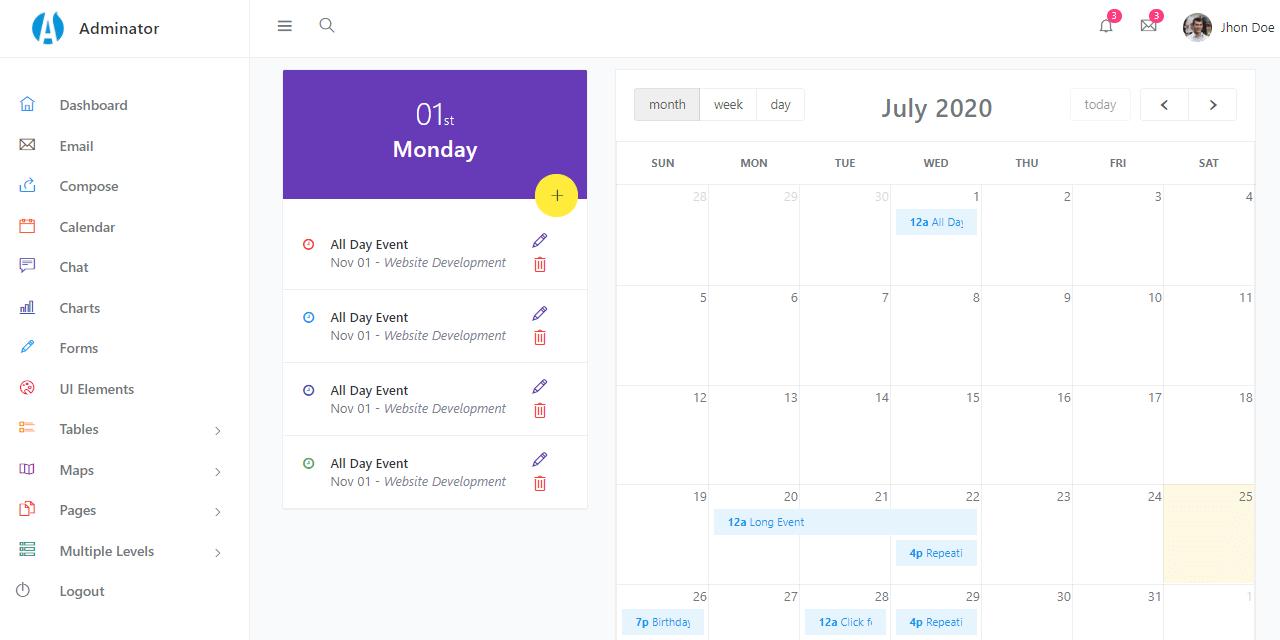 Adminator
3
3
Jhon Doe
Dashboard
Email
Compose
Calendar
Chat
Charts
Forms
UI Elements
Tables
Maps
Pages
Multiple Levels
Logout
01st
Monday
+
All Day Event
Nov 01 - Website Development
All Day Event
Nov 01 - Website Development
All Day Event
Nov 01 - Website Development
All Day Event
Nov 01 - Website Development
month week day
July 2020
today
SUN MON TUE WED THU FRI SAT
28 29 30 1 2 3 4
12a All Day
5 6 7 8 9 10 11
12 13 14 15 16 17 18
19 20 21 22 23 24 25
12a Long Event
4p Repeati
26 27 28 29 30 31 1
7p Birthday 12a Click f 4p Repeati